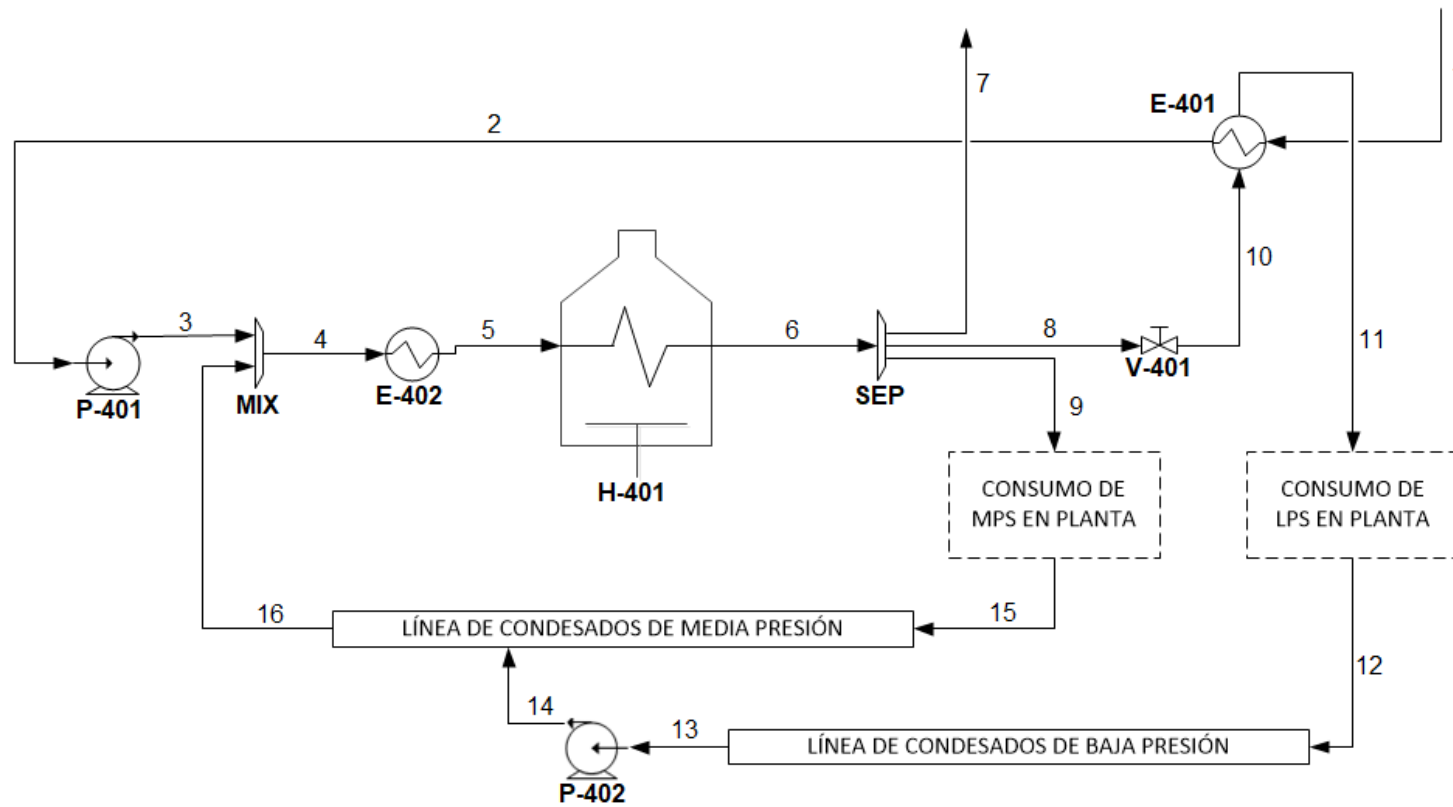 7
E-401
2
10
3
4
5
6
8
11
P-401
MIX
E-402
SEP
V-401
9
H-401
CONSUMO DE
MPS EN PLANTA
CONSUMO DE
LPS EN PLANTA
16
LÍNEA DE CONDESADOS DE MEDIA PRESIÓN
15
12
14
13
LÍNEA DE CONDESADOS DE BAJA PRESIÓN
P-402